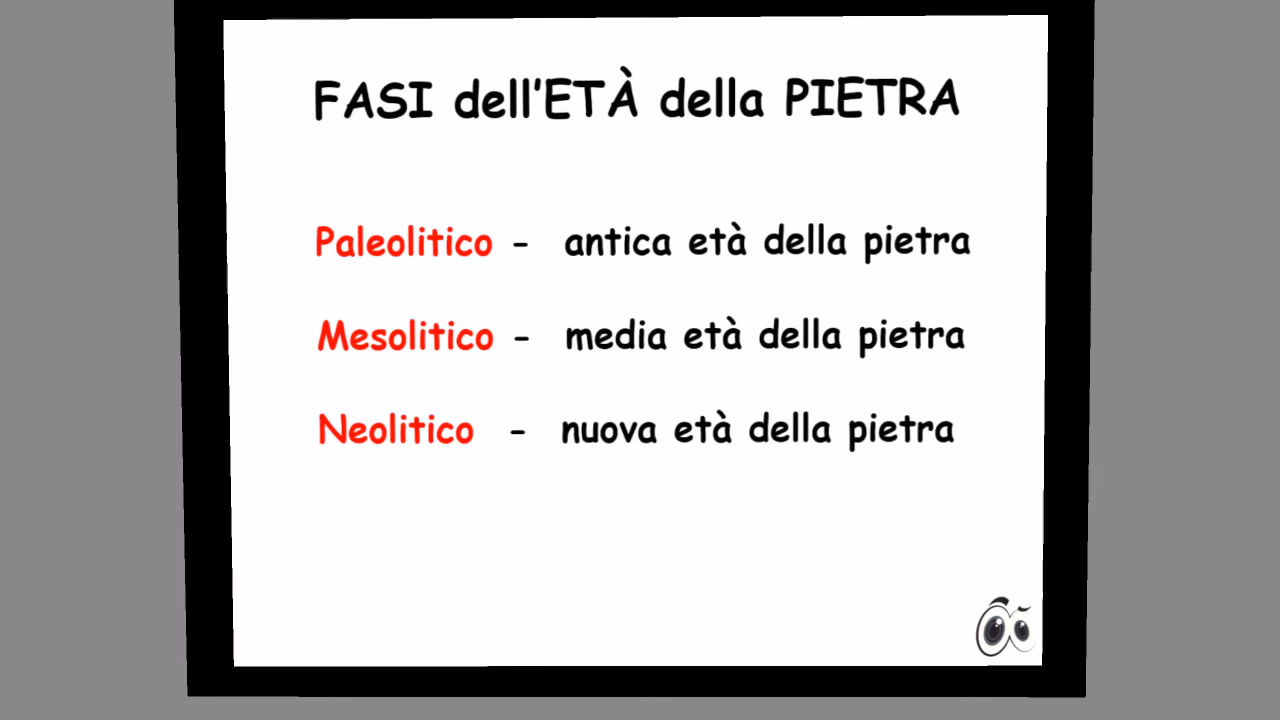 FASI dell'ETÀ della PIETRA
Paleolitico - antica età della pietra
Mesolitico - media età della pietra
Neolitico - nuova età della pietra